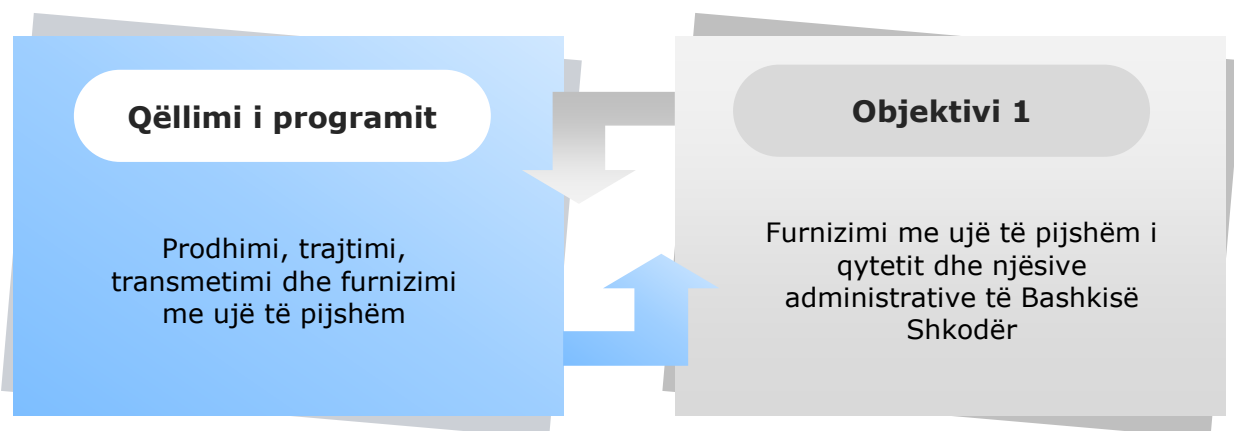 Qëllimi i programit
Prodhimi, trajtimi,
transmetimi dhe furnizimi
me ujë të pijshëm
Objektivi 1
Furnizimi me ujë të pijshëm i
qytetit dhe njësive
administrative të Bashkisë
Shkodër